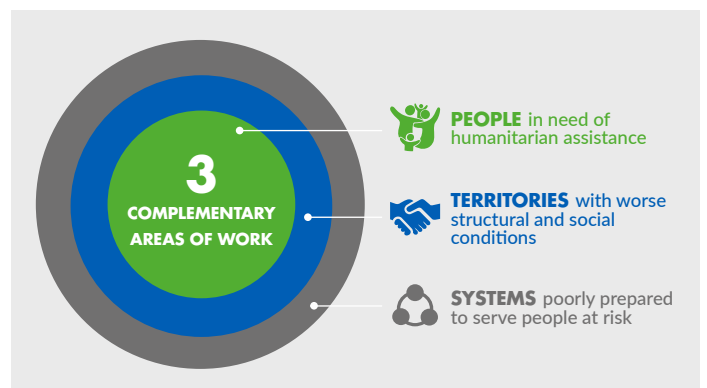 3
COMPLEMENTARY
AREAS OF WORK
PEOPLE in need of
humanitarian assistance
TERRITORIES with worse
structural and social
conditions
SYSTEMS poorly prepared
to serve people at risk